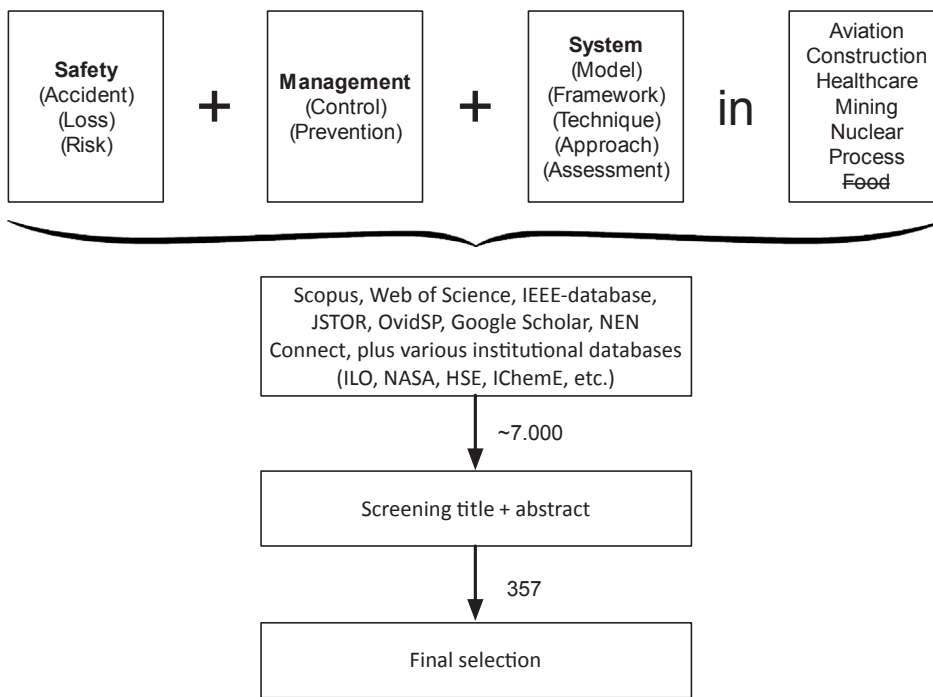 Safety
(Accident)
(Loss)
(Risk)
+
Management
(Control)
(Prevention)
+
System
(Model)
(Framework)
(Technique)
(Approach)
(Assessment)
in
Aviation
Construction
Healthcare
Mining
Nuclear
Process
Food
Scopus, Web of Science, IEEE-database,
JSTOR, OvidSP, Google Scholar, NEN
Connect, plus various institutional databases
(ILO, NASA, HSE, IChemE, etc.)
~7.000
Screening title + abstract
357
Final selection